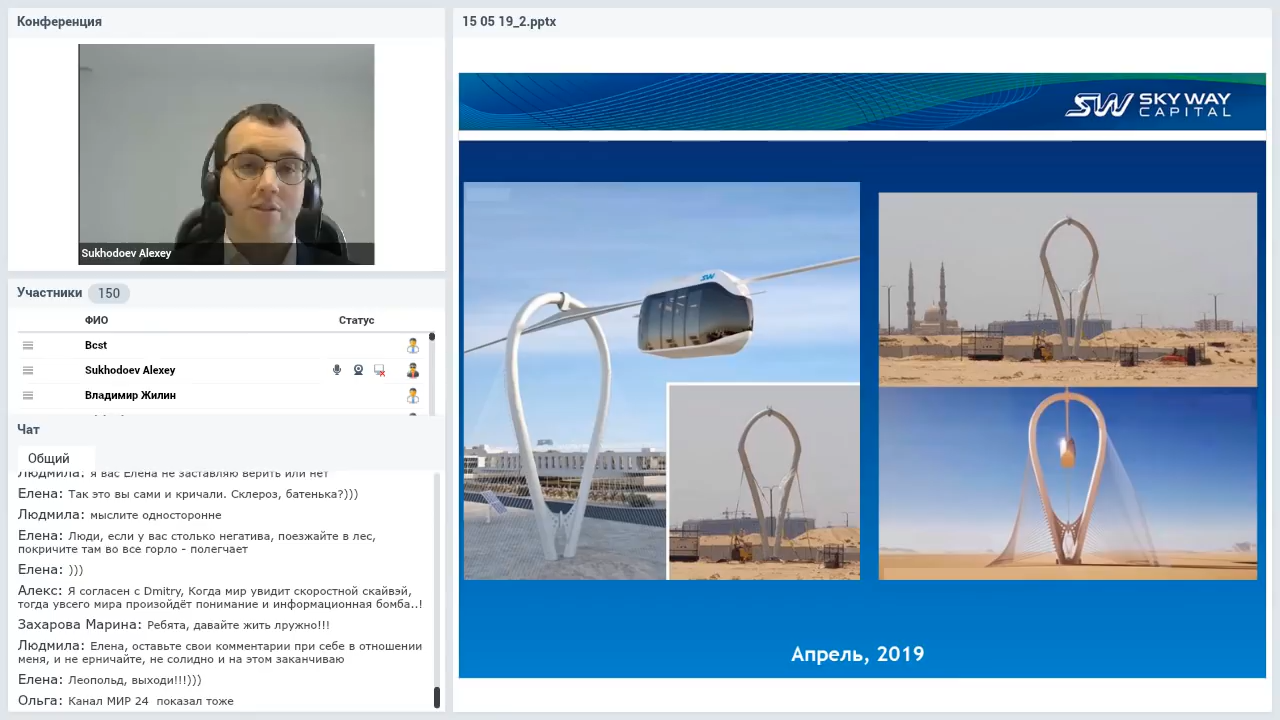 Конференция
Sukhodoev Alexey
Участники 150
ФИО Статус
Bcst
Sukhodoev Alexey
Владимир Жилин
Чат
Общий
Людмила: я вас Елена не заставляю верить или нет
Елена: Так это вы сами и кричали. Склероз, батенька?)))
Людмила: мыслите односторонне
Елена: Люди, если у вас столько негатива, поезжайте в лес,
покричите там во все горло - полегчает
Елена: )))
Алекс: Я согласен с Dmitry, Когда мир увидит скоростной скайвэй,
тогда увсего мира произойдёт понимание и информационная бомба..!
Захарова Марина: Ребята, давайте жить лружно!!!
Людмила: Елена, оставьте свои комментарии при себе в отношении
меня, и не ерничайте, не солидно и на этом заканчиваю
Елена: Леопольд, выходи!!!)))
Ольга: Канал МИР 24 показал тоже
15 05 19_2.pptx
SW SKY WAY
CAPITAL
SW
Апрель, 2019